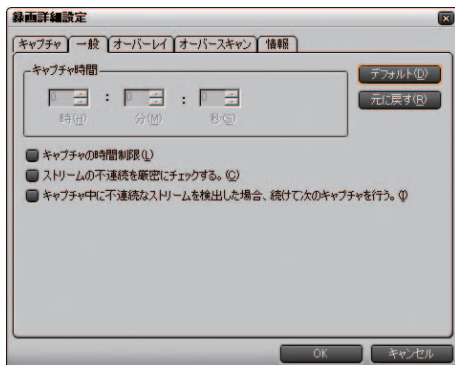 録画詳細設定
キャプチャ 一般 オーバーレイ オーバースキャン 情報
キャプチャ時間
0 : 0 : 0
時(H) 分(M) 秒(S)
デフォルト(D)
元に戻す(R)
キャプチャの時間制限(L)
ストリームの不連続を厳密にチェックする。(C)
キャプチャ中に不連続なストリームを検出した場合、続けて次のキャプチャを行う。(I)
OK キャンセル